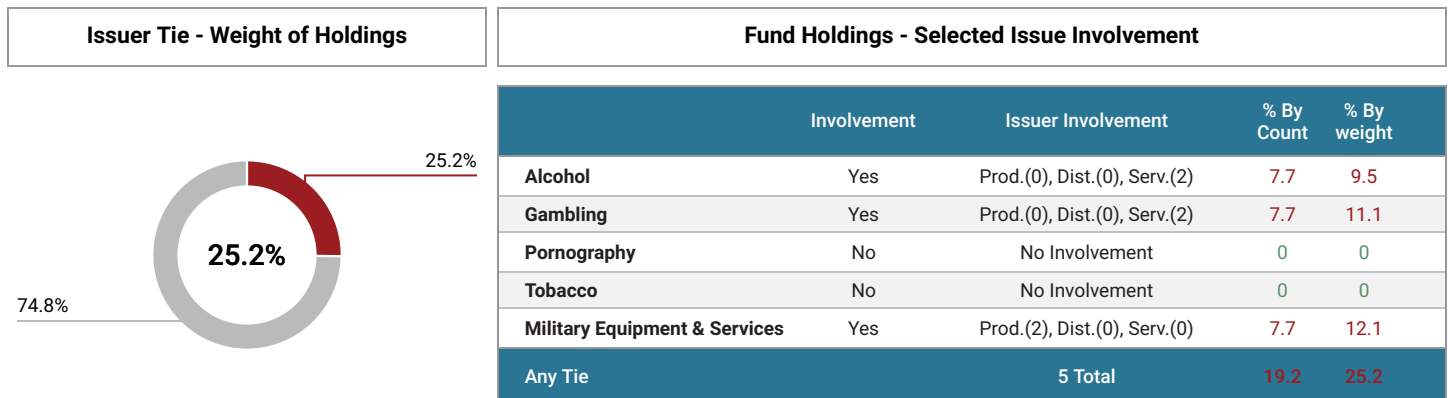 Issuer Tie - Weight of Holdings
25.2%
25.2%
74.8%
Fund Holdings - Selected Issue Involvement
Involvement Issuer Involvement % By Count % By weight
Alcohol Yes Prod.(0), Dist.(0), Serv.(2) 7.7 9.5
Gambling Yes Prod.(0), Dist.(0), Serv.(2) 7.7 11.1
Pornography No No Involvement 0 0
Tobacco No No Involvement 0 0
Military Equipment & Services Yes Prod.(2), Dist.(0), Serv.(0) 7.7 12.1
Any Tie 5 Total 19.2 25.2